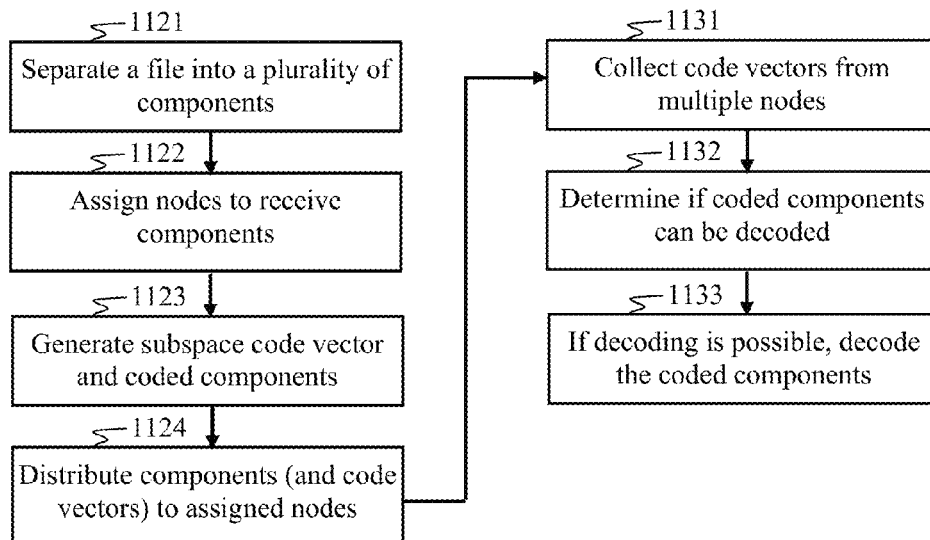 1121
Separate a file into a plurality of
components
1122
Assign nodes to receive
components
1123
Generate subspace code vector
and coded components
1124
Distribute components (and code
vectors) to assigned nodes
1131
Collect code vectors from
multiple nodes
1132
Determine if coded components
can be decoded
1133
If decoding is possible, decode
the coded components